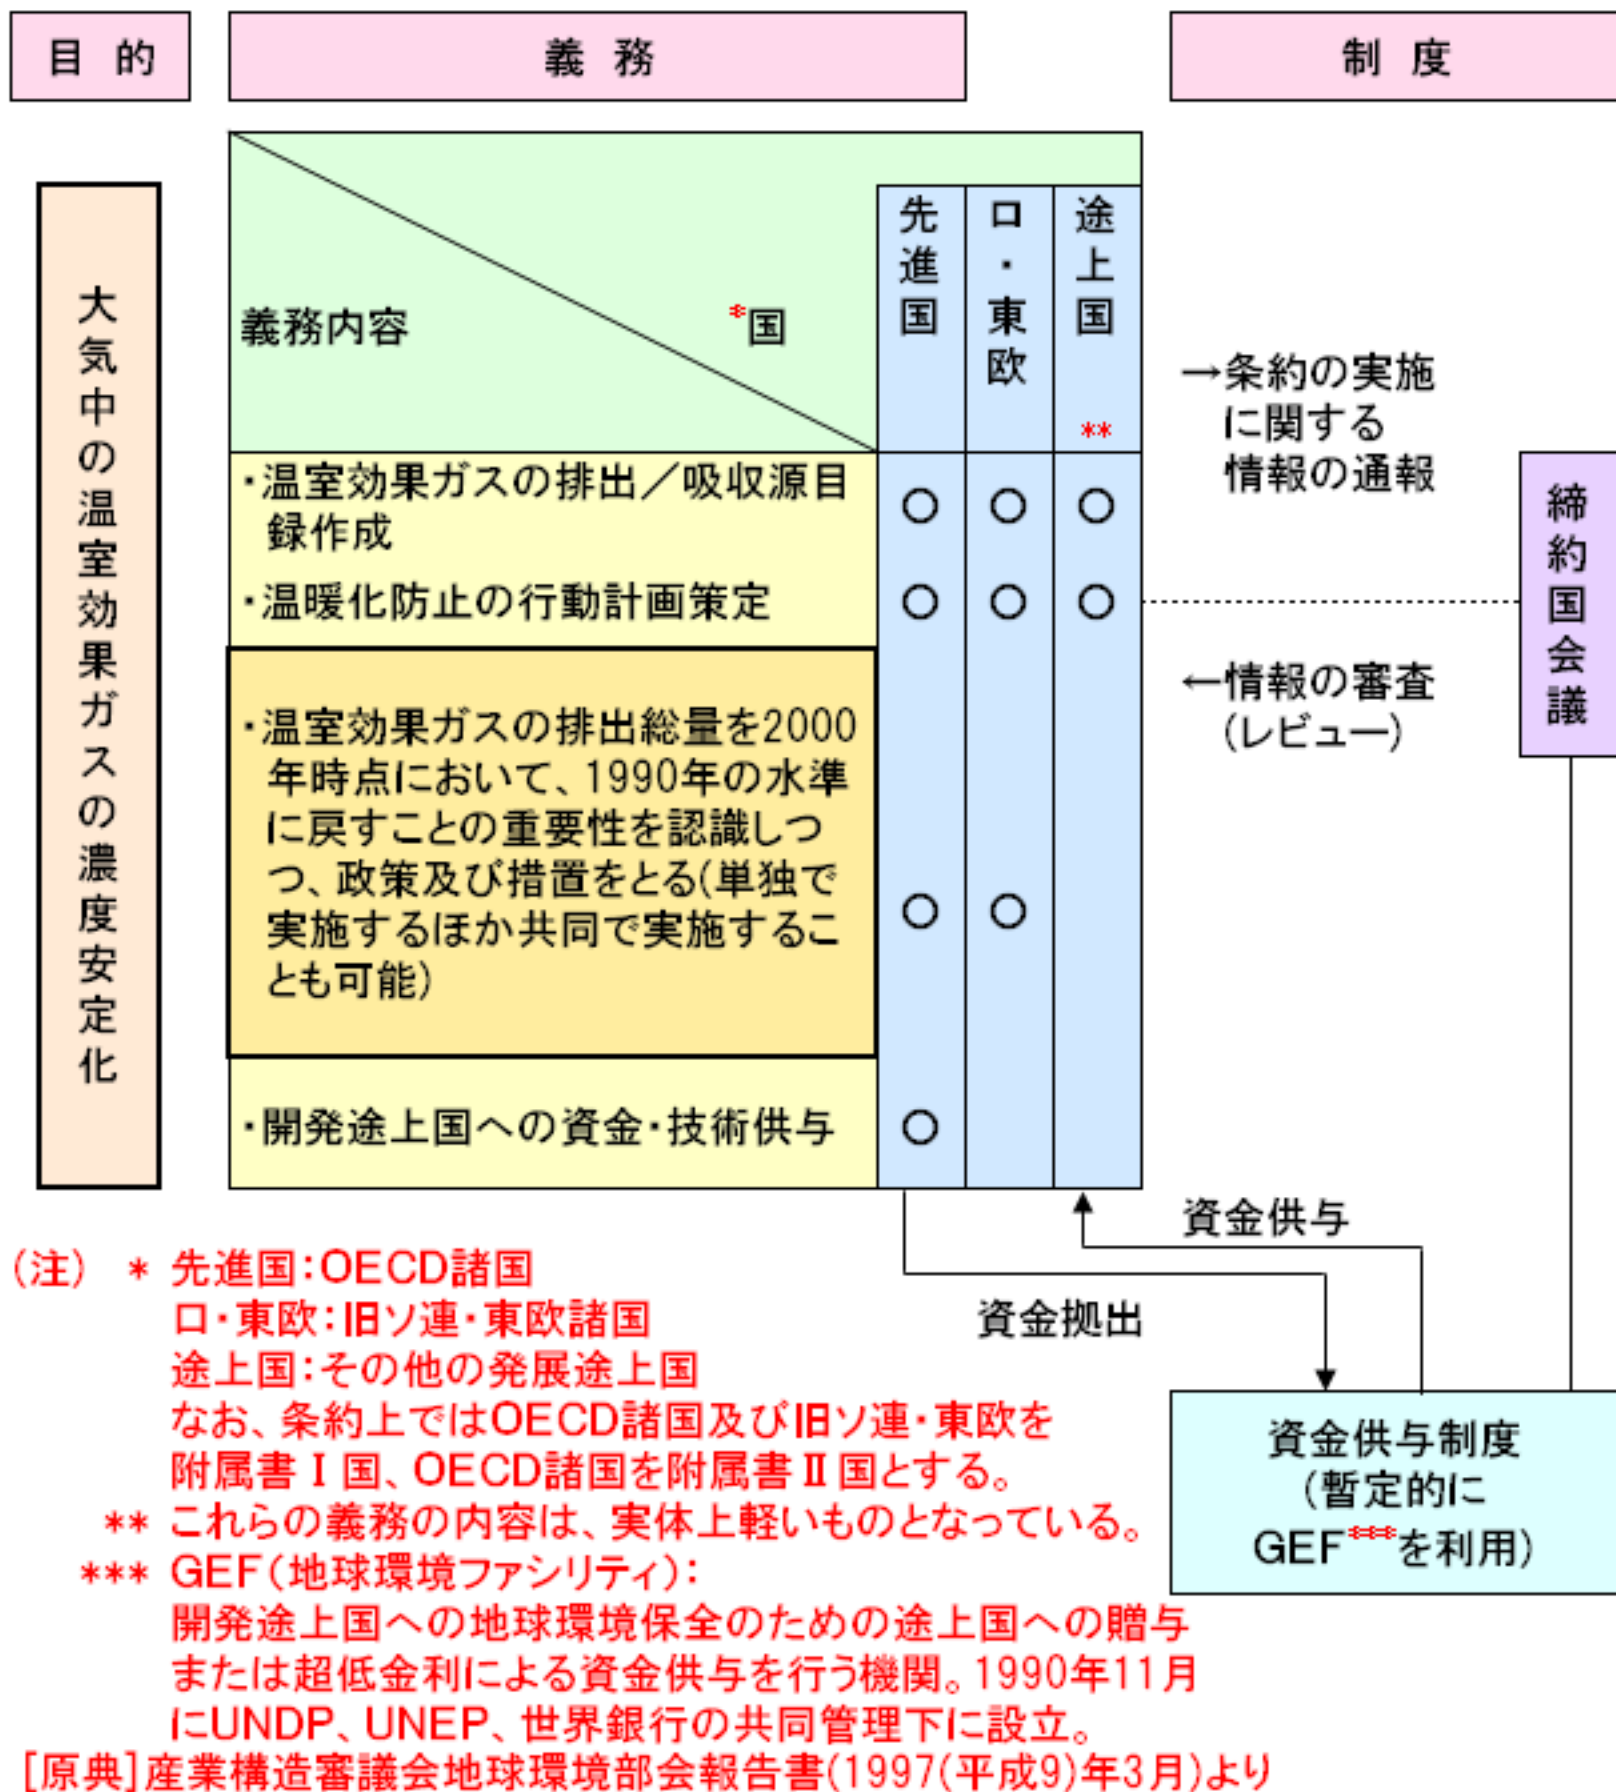 目 的
義 務
制 度
大気中の温室効果ガスの濃度安定化
義務内容
*国
先進国
ロ・東欧
途上国
**
・温室効果ガスの排出／吸収源目
録作成
○ ○ ○
・温暖化防止の行動計画策定
○ ○ ○
・温室効果ガスの排出総量を2000
年時点において、1990年の水準
に戻すことの重要性を認識しつ
つ、政策及び措置をとる(単独で
実施するほか共同で実施するこ
とも可能)
○ ○
・開発途上国への資金・技術供与
○
→条約の実施
に関する
情報の通報
←情報の審査
(レビュー)
締約国会議
資金供与
資金拠出
資金供与制度
(暫定的に
GEF***を利用)
(注) * 先進国：OECD諸国
ロ・東欧：旧ソ連・東欧諸国
途上国：その他の発展途上国
なお、条約上ではOECD諸国及び旧ソ連・東欧を
附属書Ⅰ国、OECD諸国を附属書Ⅱ国とする。
** これらの義務の内容は、実体上軽いものとなっている。
*** GEF(地球環境ファシリティ)：
開発途上国への地球環境保全のための途上国への贈与
または超低金利による資金供与を行う機関。1990年11月
にUNDP、UNEP、世界銀行の共同管理下に設立。
[原典]産業構造審議会地球環境部会報告書(1997(平成9)年3月)より